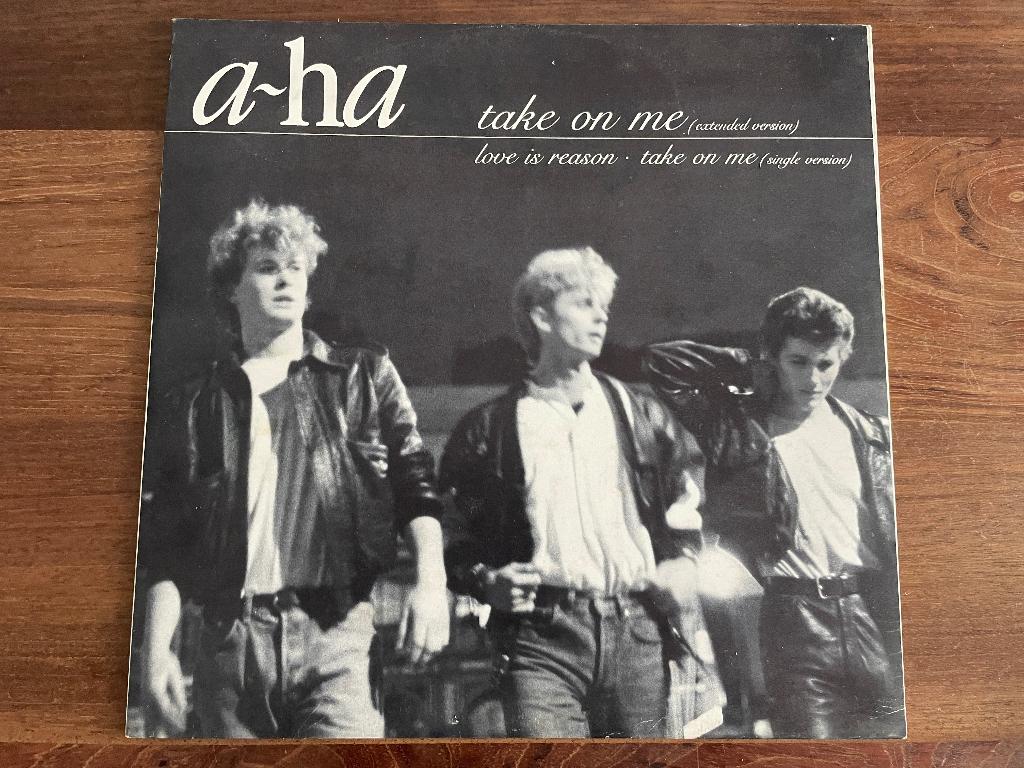 a~ha
take on me (extended version)
love is reason · take on me (single version)